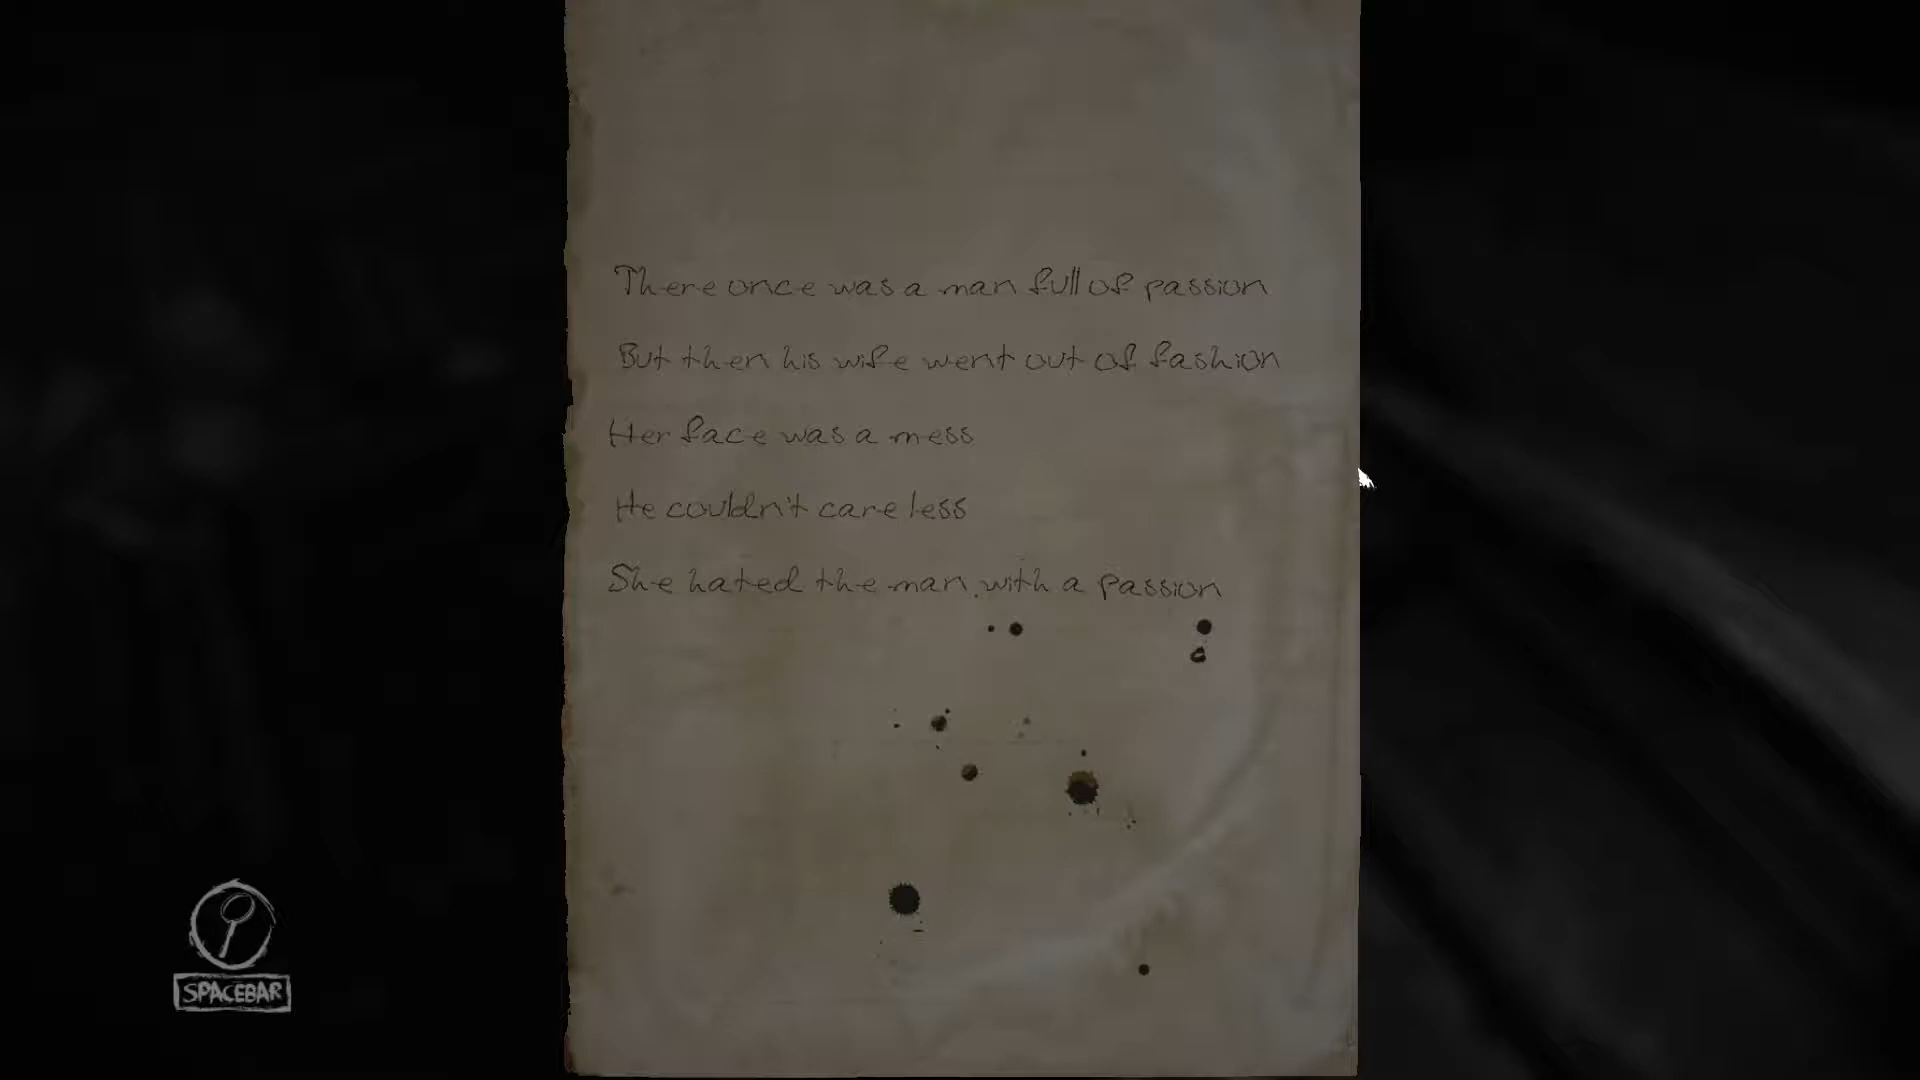 There once was a man full of passion
But then his wife went out of fashion
Her face was a mess
He couldn't care less
She hated the man with a passion
SPACEBAR